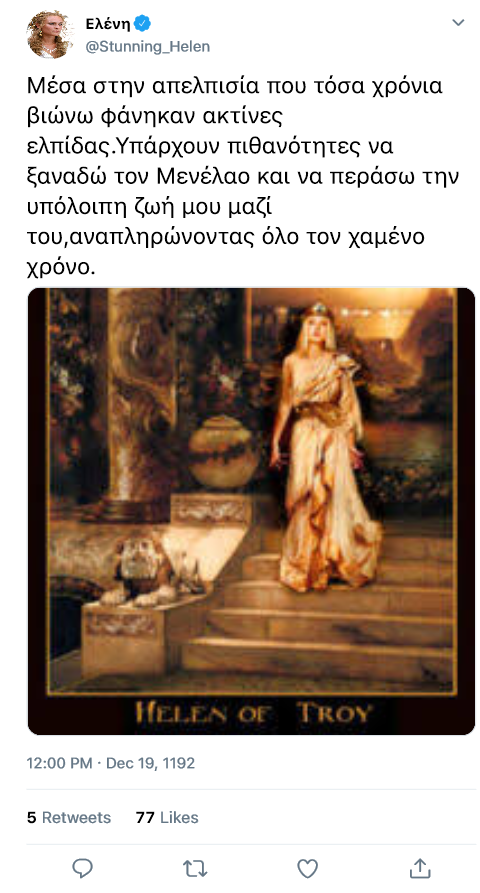 Ελένη
@Stunning_Helen
Μέσα στην απελπισία που τόσα χρόνια
βιώνω φάνηκαν ακτίνες
ελπίδας.Υπάρχουν πιθανότητες να
ξαναδώ τον Μενέλαο και να περάσω την
υπόλοιπη ζωή μου μαζί
του,αναπληρώνοντας όλο τον χαμένο
χρόνο.
HELEN OF TROY
12:00 PM · Dec 19, 1192
5 Retweets 77 Likes